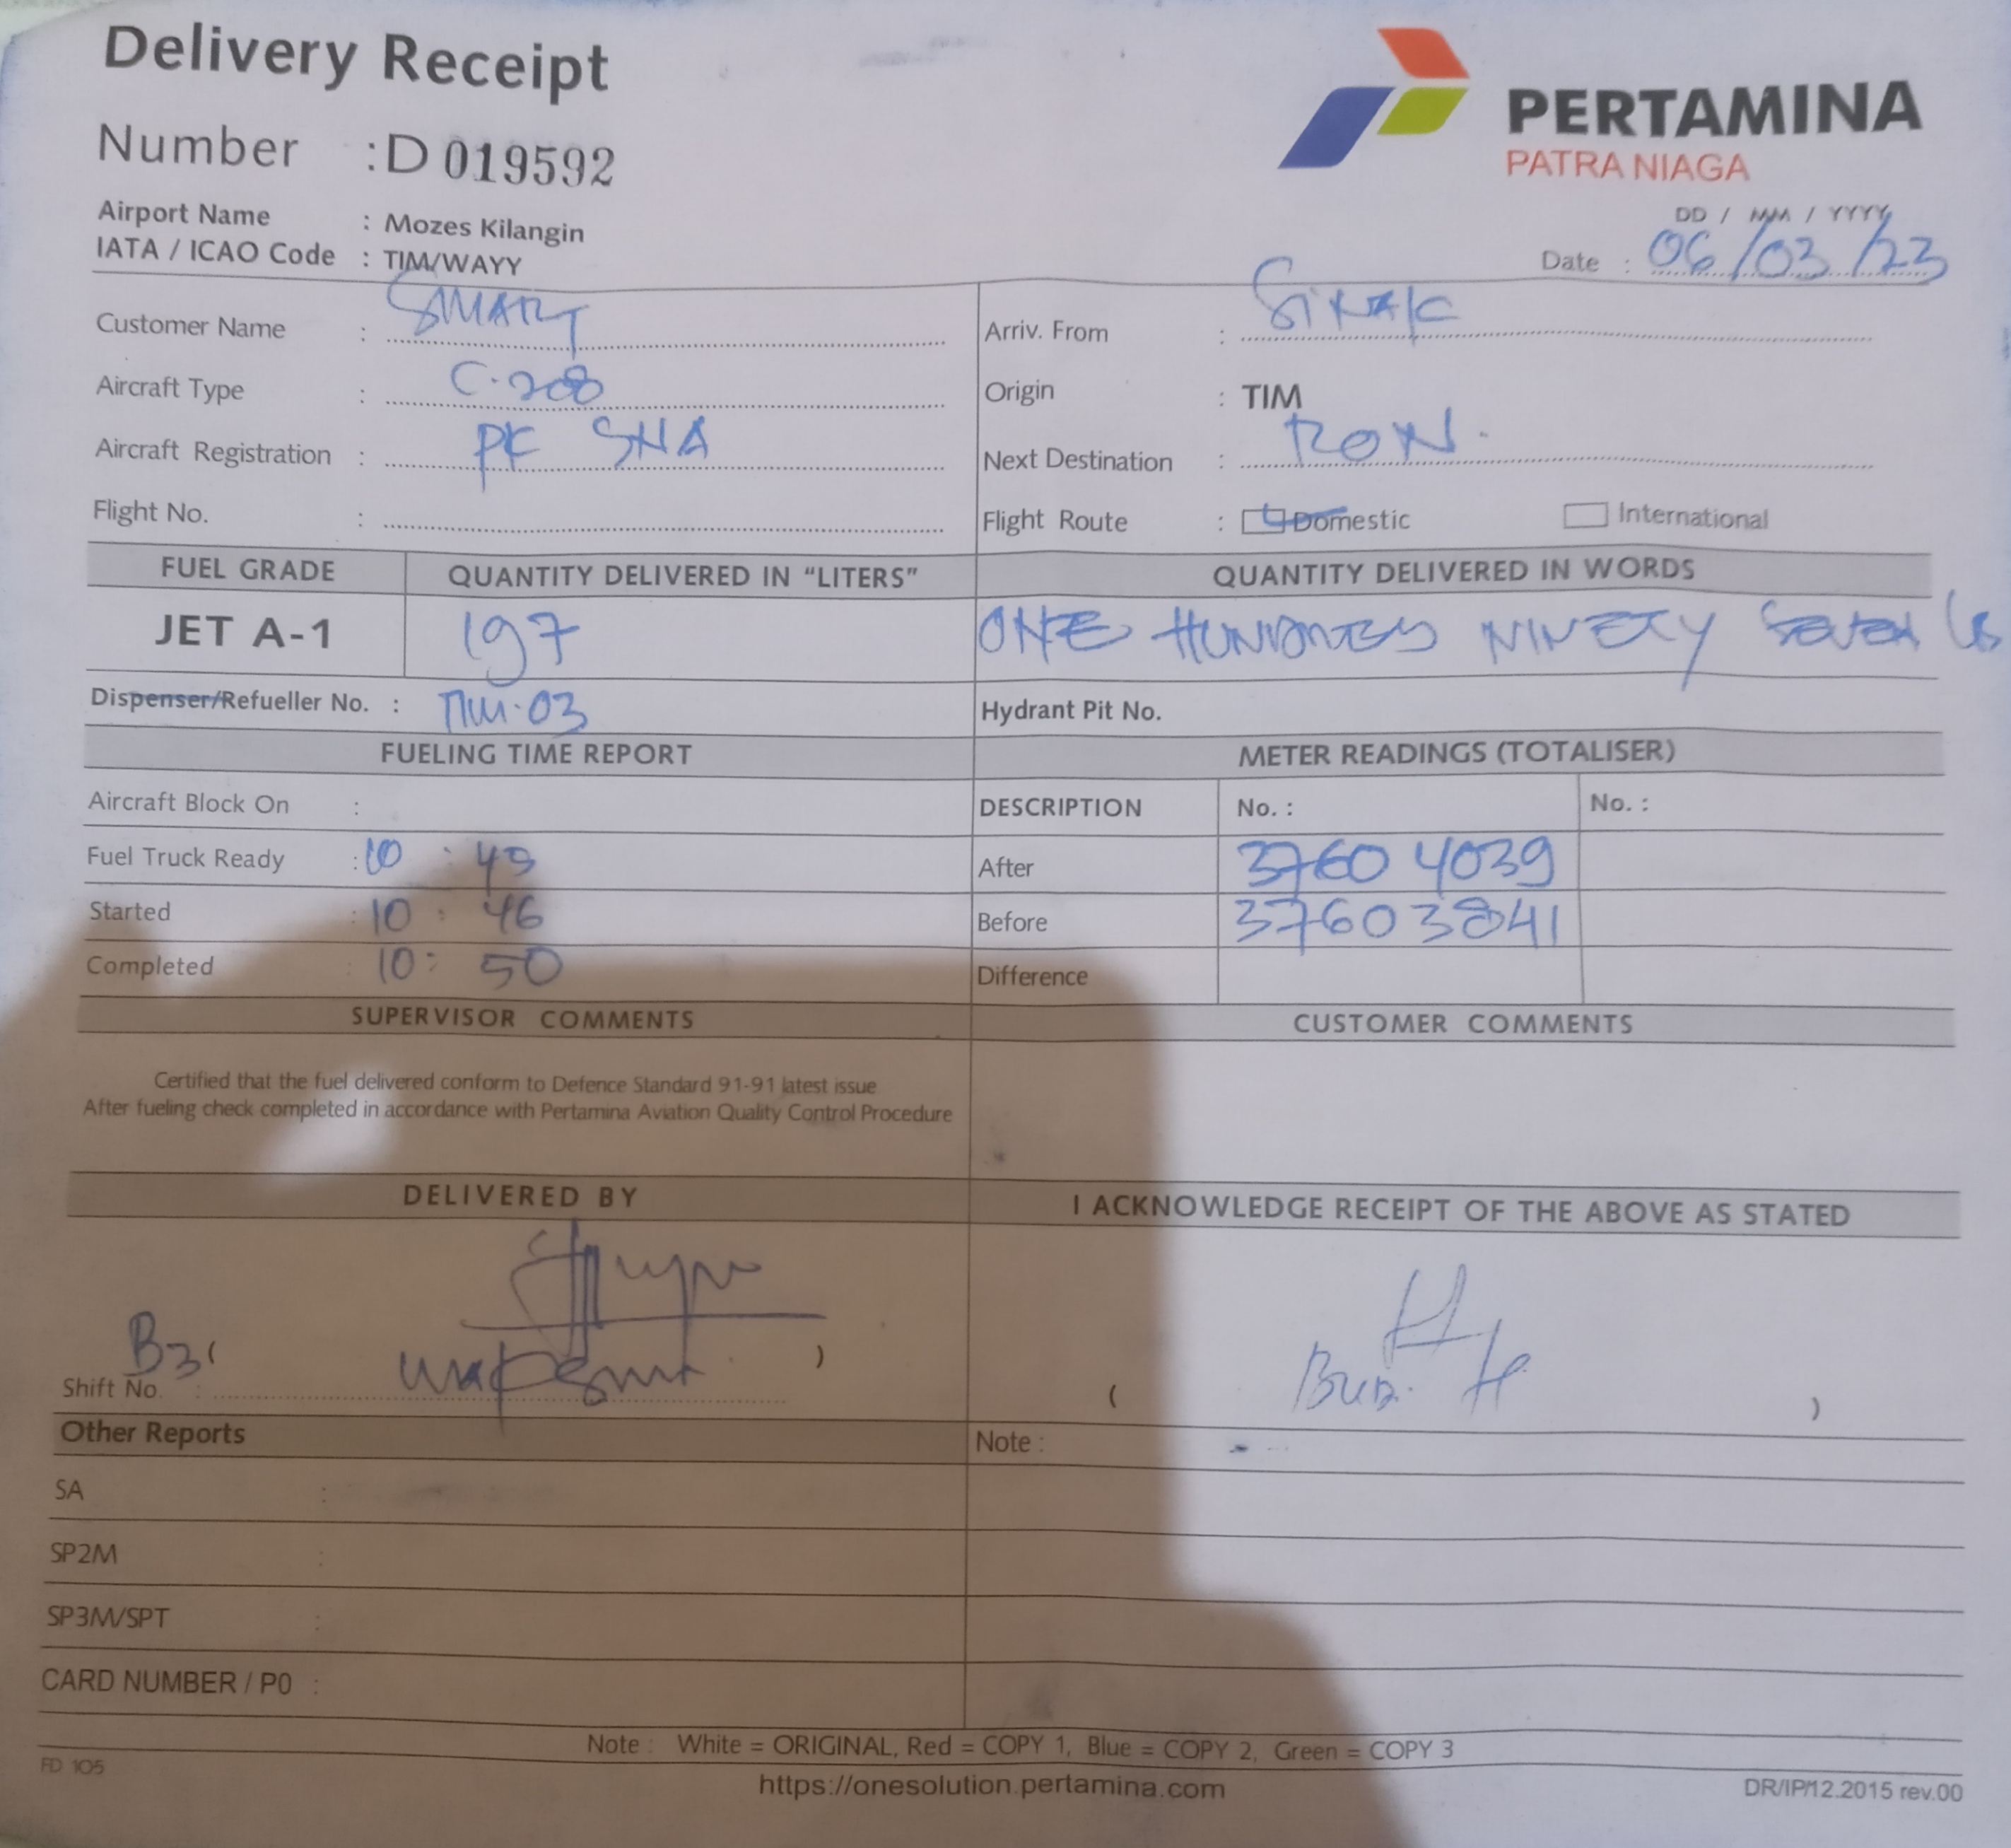 Delivery Receipt
PERTAMINA
PATRA NIAGA
Number : D 019592
Airport Name : Mozes Kilangin
IATA / ICAO Code : TIM/WAYY
DD / MM / YYYY
Date : 06/03/23
Customer Name : SMART
Arriv. From : SiNAK
Aircraft Type : C-208
Origin : TIM
Aircraft Registration : PK SNA
Next Destination : RON.
Flight No. :
Flight Route : Domestic International
FUEL GRADE QUANTITY DELIVERED IN “LITERS” QUANTITY DELIVERED IN WORDS
JET A-1 197 ONE HUNDRED NINETY SEVEN
Dispenser/Refueller No. : 03
Hydrant Pit No.
FUELING TIME REPORT METER READINGS (TOTALISER)
Aircraft Block On :
DESCRIPTION No. : No. :
Fuel Truck Ready : 10 : 45
After 3760 4039
Started : 10 : 46
Before 37603841
Completed : 10 : 50
Difference
SUPERVISOR COMMENTS CUSTOMER COMMENTS
Certified that the fuel delivered conform to Defence Standard 91-91 latest issue
After fueling check completed in accordance with Pertamina Aviation Quality Control Procedure
DELIVERED BY I ACKNOWLEDGE RECEIPT OF THE ABOVE AS STATED
B3 ( )
Shift No. :
( )
Other Reports Note :
SA :
SP2M :
SP3M/SPT :
CARD NUMBER / P0 :
Note : White = ORIGINAL, Red = COPY 1, Blue = COPY 2, Green = COPY 3
FD 105
https://onesolution.pertamina.com
DR/IP/12.2015 rev.00